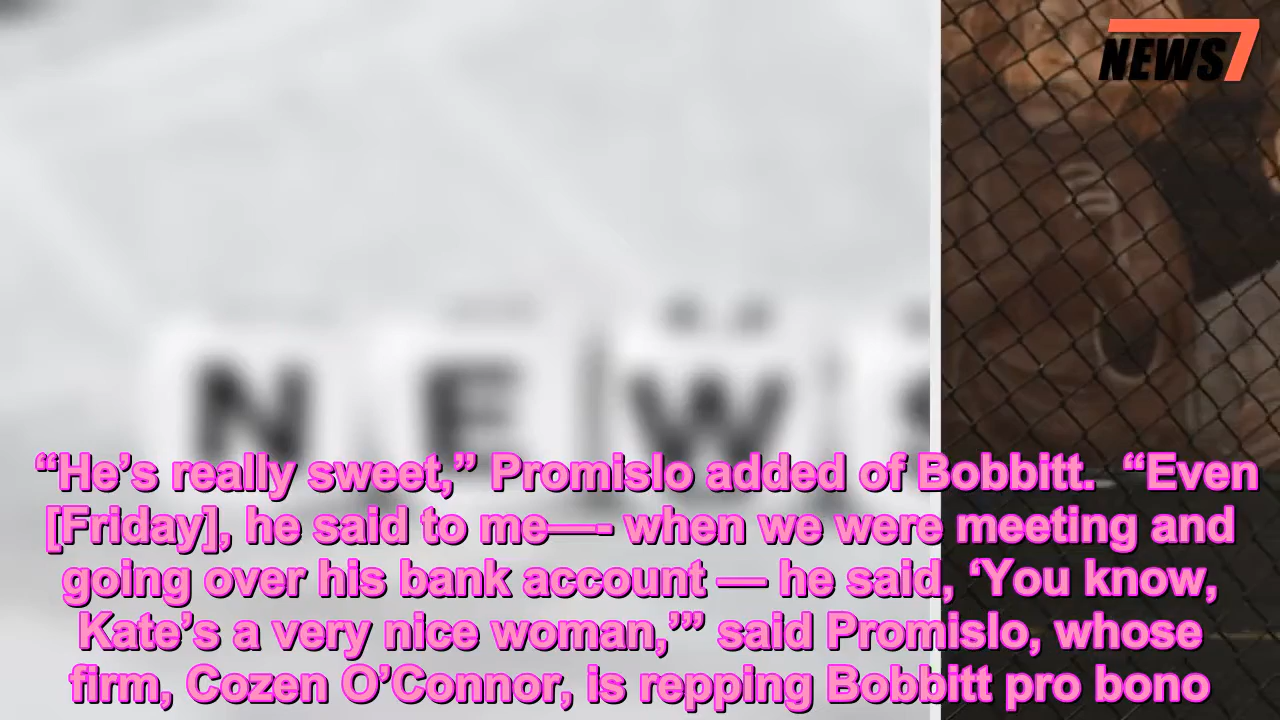 NEWS7
NEWS
“He’s really sweet,” Promislo added of Bobbitt. “Even
[Friday], he said to me—- when we were meeting and
going over his bank account — he said, ‘You know,
Kate’s a very nice woman,’” said Promislo, whose
firm, Cozen O’Connor, is repping Bobbitt pro bono